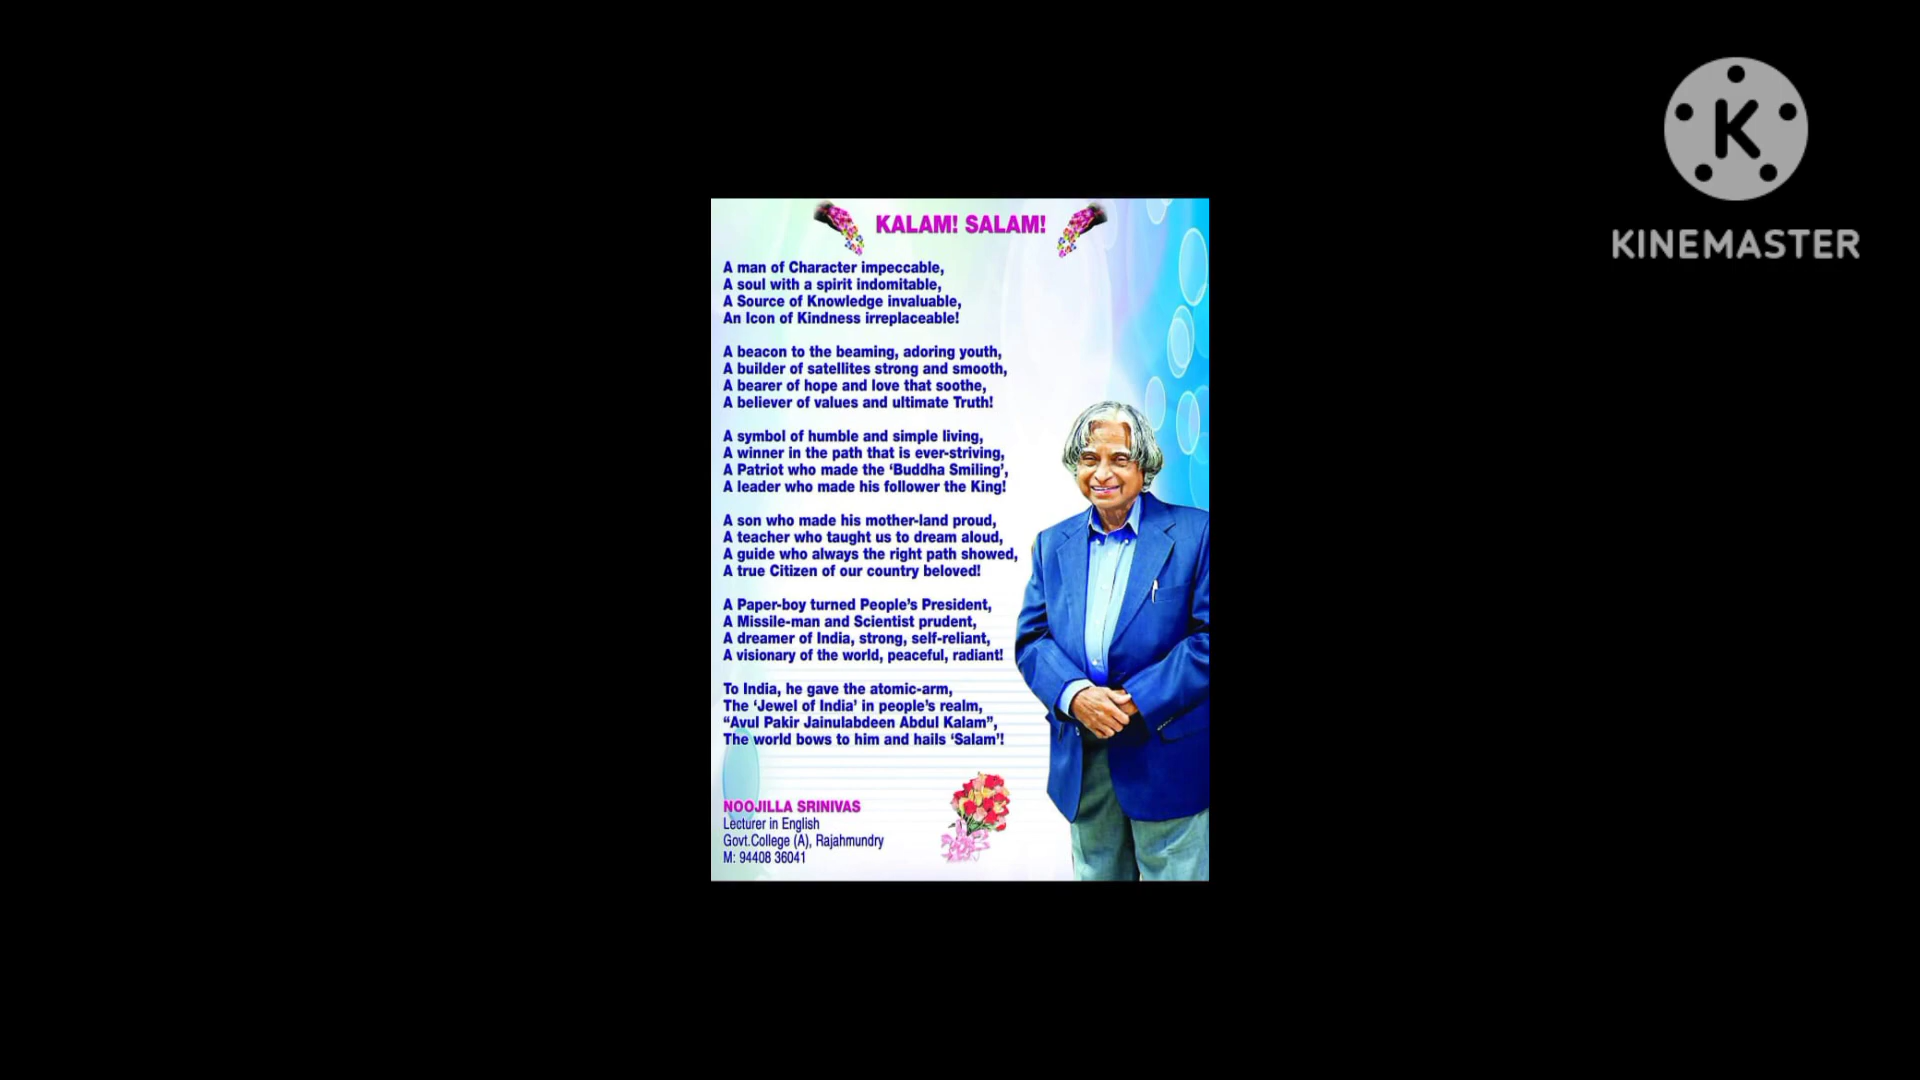 KALAM! SALAM!
A man of Character impeccable,
A soul with a spirit indomitable,
A Source of Knowledge invaluable,
An Icon of Kindness irreplaceable!
A beacon to the beaming, adoring youth,
A builder of satellites strong and smooth,
A bearer of hope and love that soothe,
A believer of values and ultimate Truth!
A symbol of humble and simple living,
A winner in the path that is ever-striving,
A Patriot who made the ‘Buddha Smiling’,
A leader who made his follower the King!
A son who made his mother-land proud,
A teacher who taught us to dream aloud,
A guide who always the right path showed,
A true Citizen of our country beloved!
A Paper-boy turned People’s President,
A Missile-man and Scientist prudent,
A dreamer of India, strong, self-reliant,
A visionary of the world, peaceful, radiant!
To India, he gave the atomic-arm,
The ‘Jewel of India’ in people’s realm,
“Avul Pakir Jainulabdeen Abdul Kalam”,
The world bows to him and hails ‘Salam’!
NOOJILLA SRINIVAS
Lecturer in English
Govt.College (A), Rajahmundry
M: 94408 36041
K
KINEMASTER